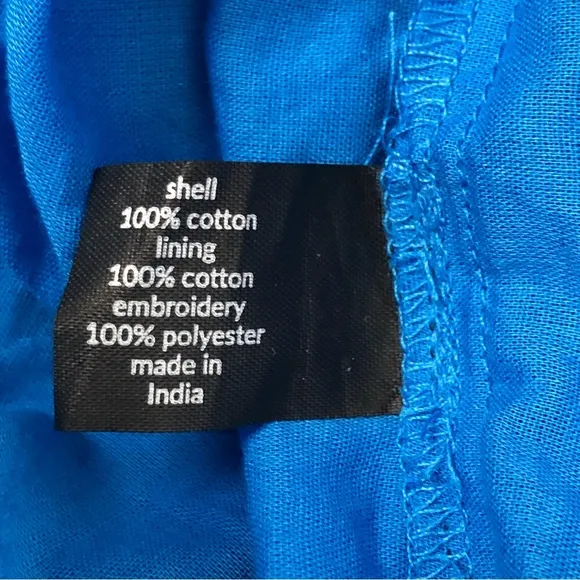 shell
100% cotton
lining
100% cotton
embroidery
100% polyester
made in
India